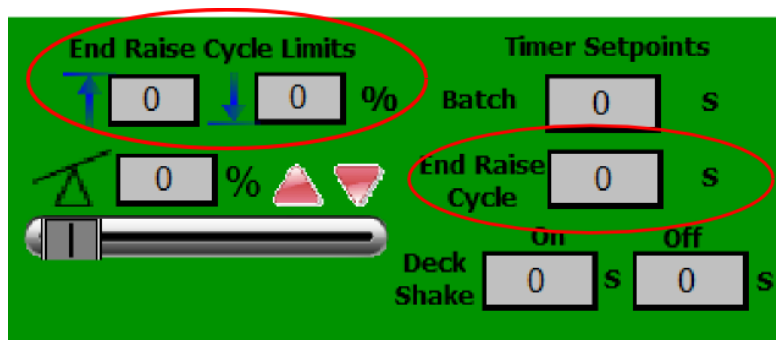 End Raise Cycle Limits
0 0 %
0 %
Timer Setpoints
Batch 0 s
End Raise
Cycle 0 s
On Off
Deck
Shake 0 s 0 s